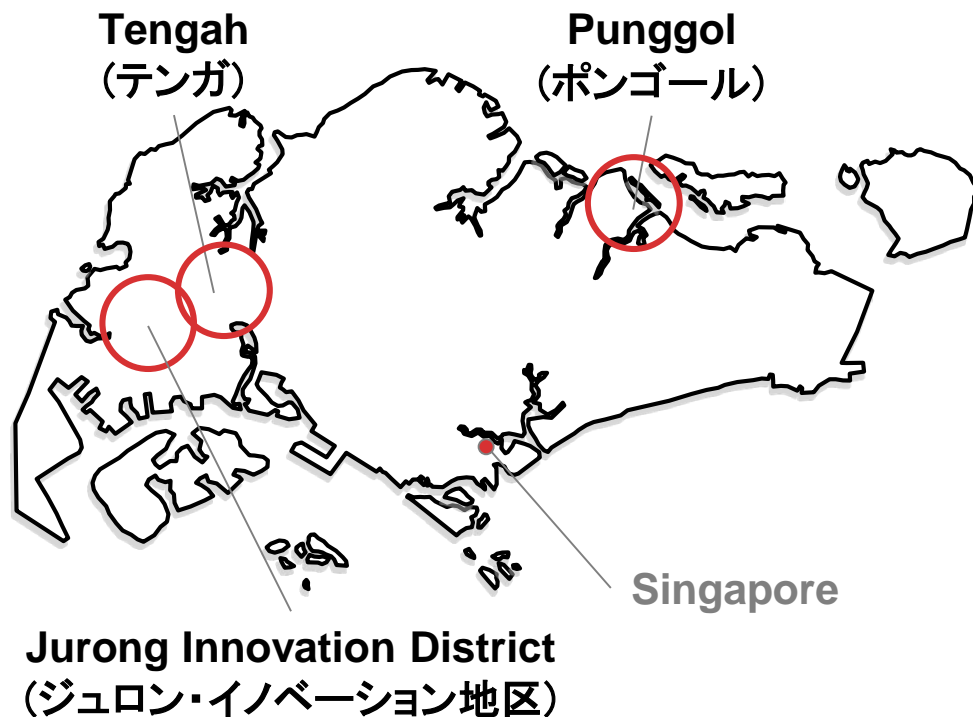 Tengah
（テンガ）
Punggol
（ポンゴール）
Singapore
Jurong Innovation District
（ジュロン・イノベーション地区）